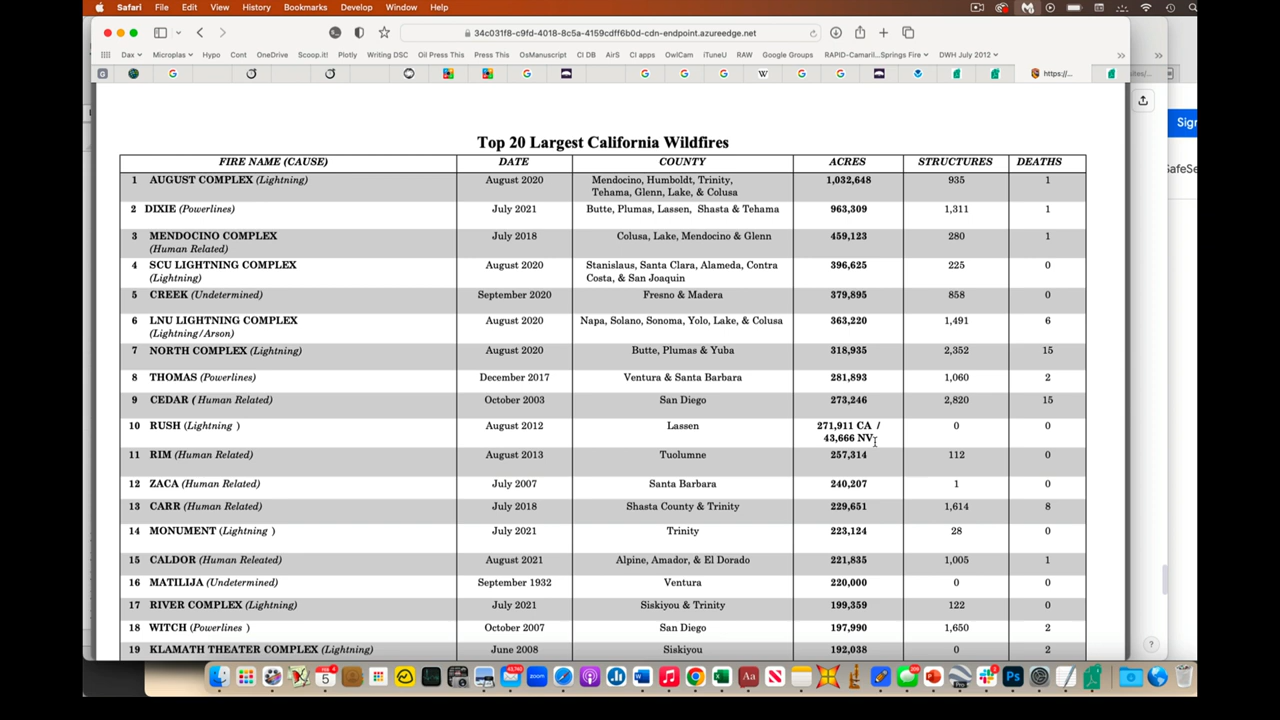 Safari File Edit View History Bookmarks Develop Window Help
34c031f8-c9fd-4018-8c5a-4159cdff6b0d-cdn-endpoint.azureedge.net
Dax Microplas Hypo Cont OneDrive Scoop.it! Oil Press This Press This OsManuscript CI DB AirS CI apps OwlCam iTuneU RAW Google Groups RAPID-Camaril...Springs Fire DWH July 2012
https://...
Sign
SafeSe
Top 20 Largest California Wildfires
FIRE NAME (CAUSE) DATE COUNTY ACRES STRUCTURES DEATHS
1 AUGUST COMPLEX (Lightning) August 2020 Mendocino, Humboldt, Trinity, 1,032,648 935 1
Tehama, Glenn, Lake, & Colusa
2 DIXIE (Powerlines) July 2021 Butte, Plumas, Lassen, Shasta & Tehama 963,309 1,311 1
3 MENDOCINO COMPLEX July 2018 Colusa, Lake, Mendocino & Glenn 459,123 280 1
(Human Related)
4 SCU LIGHTNING COMPLEX August 2020 Stanislaus, Santa Clara, Alameda, Contra 396,625 225 0
(Lightning) Costa, & San Joaquin
5 CREEK (Undetermined) September 2020 Fresno & Madera 379,895 858 0
6 LNU LIGHTNING COMPLEX August 2020 Napa, Solano, Sonoma, Yolo, Lake, & Colusa 363,220 1,491 6
(Lightning/Arson)
7 NORTH COMPLEX (Lightning) August 2020 Butte, Plumas & Yuba 318,935 2,352 15
8 THOMAS (Powerlines) December 2017 Ventura & Santa Barbara 281,893 1,060 2
9 CEDAR ( Human Related) October 2003 San Diego 273,246 2,820 15
10 RUSH (Lightning ) August 2012 Lassen 271,911 CA / 0 0
43,666 NV
11 RIM (Human Related) August 2013 Tuolumne 257,314 112 0
12 ZACA (Human Related) July 2007 Santa Barbara 240,207 1 0
13 CARR (Human Related) July 2018 Shasta County & Trinity 229,651 1,614 8
14 MONUMENT (Lightning ) July 2021 Trinity 223,124 28 0
15 CALDOR (Human Releated) August 2021 Alpine, Amador, & El Dorado 221,835 1,005 1
16 MATILIJA (Undetermined) September 1932 Ventura 220,000 0 0
17 RIVER COMPLEX (Lightning) July 2021 Siskiyou & Trinity 199,359 122 0
18 WITCH (Powerlines ) October 2007 San Diego 197,990 1,650 2
19 KLAMATH THEATER COMPLEX (Lightning) June 2008 Siskiyou 192,038 0 2